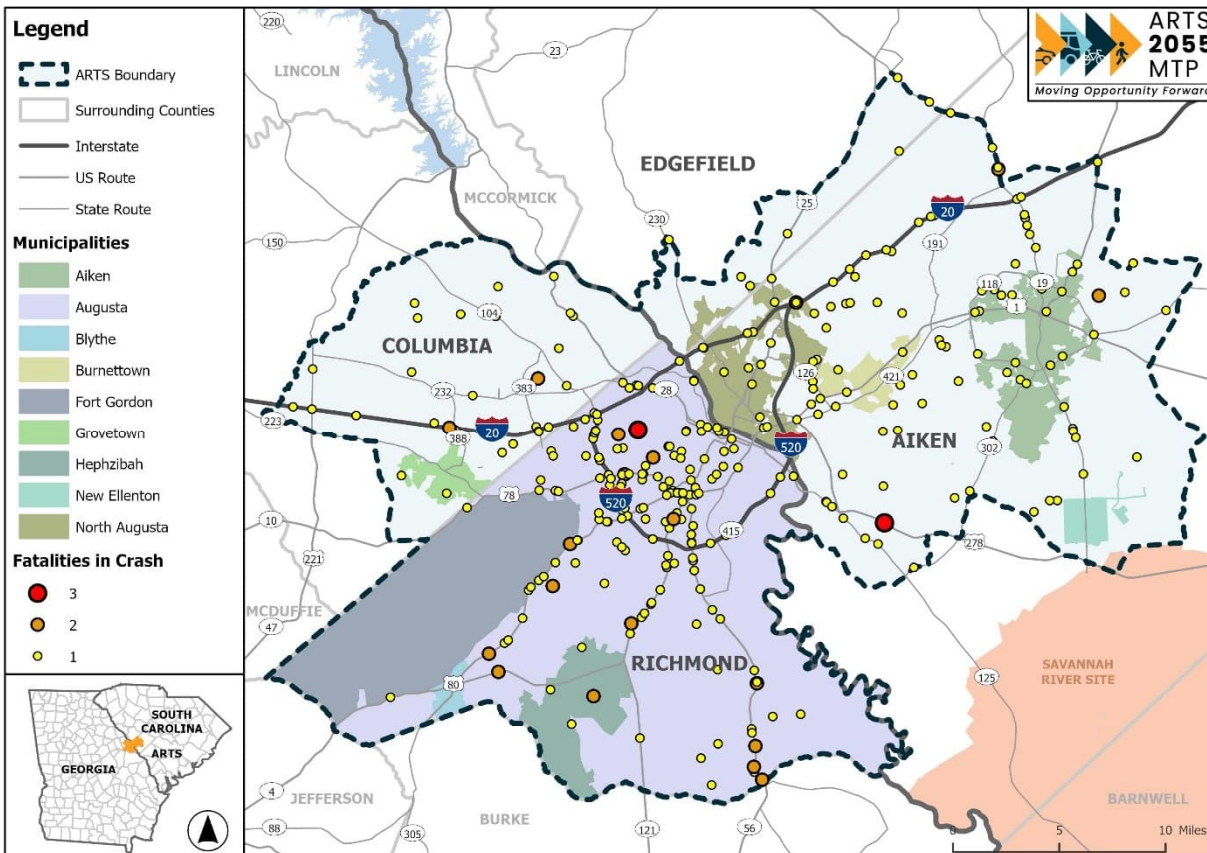 Legend
ARTS Boundary
Surrounding Counties
Interstate
US Route
State Route
Municipalities
Aiken
Augusta
Blythe
Burnettown
Fort Gordon
Grovetown
Hephzibah
New Ellenton
North Augusta
Fatalities in Crash
3
2
1
SOUTH
CAROLINA
ARTS
GEORGIA
ARTS
2055
MTP
Moving Opportunity Forward
220
23
LINCOLN
EDGEFIELD
MCCORMICK
25
20
230
191
150
118
19
1
104
COLUMBIA
126
421
232
383
28
223
388
20
AIKEN
302
520
78
520
10
415
278
221
MCDUFFIE
47
RICHMOND
SAVANNAH
RIVER SITE
80
125
4
JEFFERSON
BURKE
BARNWELL
88
305
121
56
0
5
10 Miles